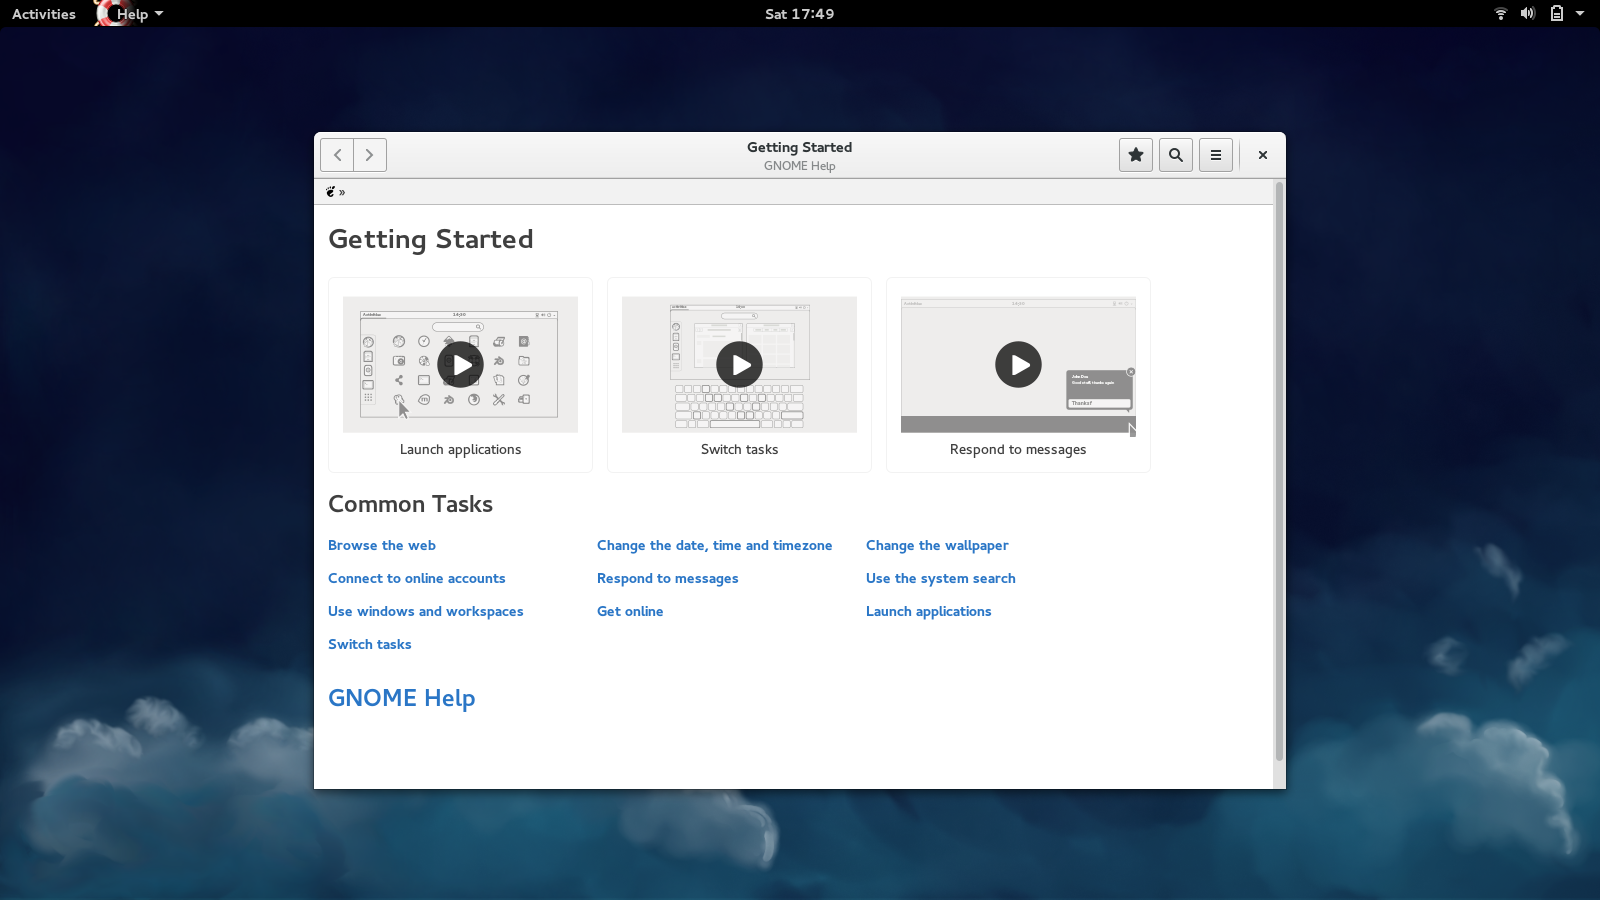 Activities Help Sat 17:49
Getting Started
GNOME Help
»
Getting Started
Launch applications Switch tasks Respond to messages
Common Tasks
Browse the web Change the date, time and timezone Change the wallpaper
Connect to online accounts Respond to messages Use the system search
Use windows and workspaces Get online Launch applications
Switch tasks
GNOME Help